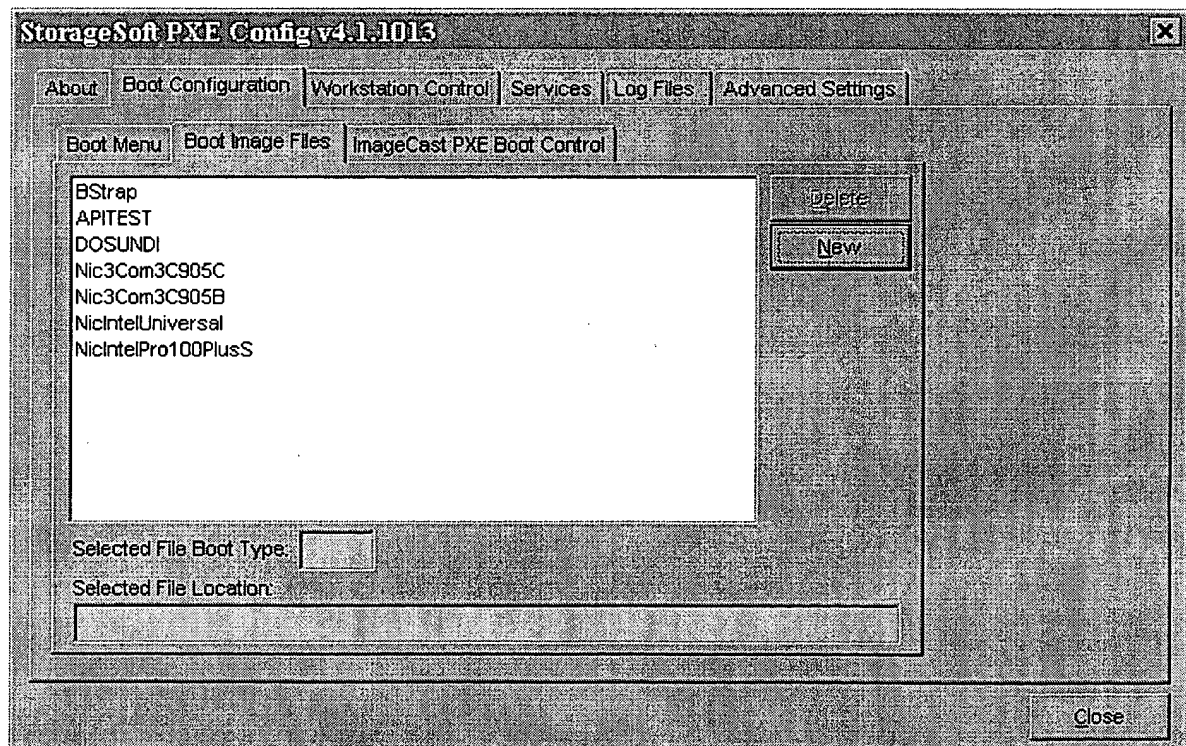 StorageSoft PXE Config v4.1.1013
About Boot Configuration Workstation Control Services Log Files Advanced Settings
Boot Menu Boot Image Files ImageCast PXE Boot Control
BStrap
APITEST
DOSUNDI
Nic3Com3C905C
Nic3Com3C905B
NicIntelUniversal
NicIntelPro100PlusS
Delete
New
Selected File Boot Type:
Selected File Location:
Close